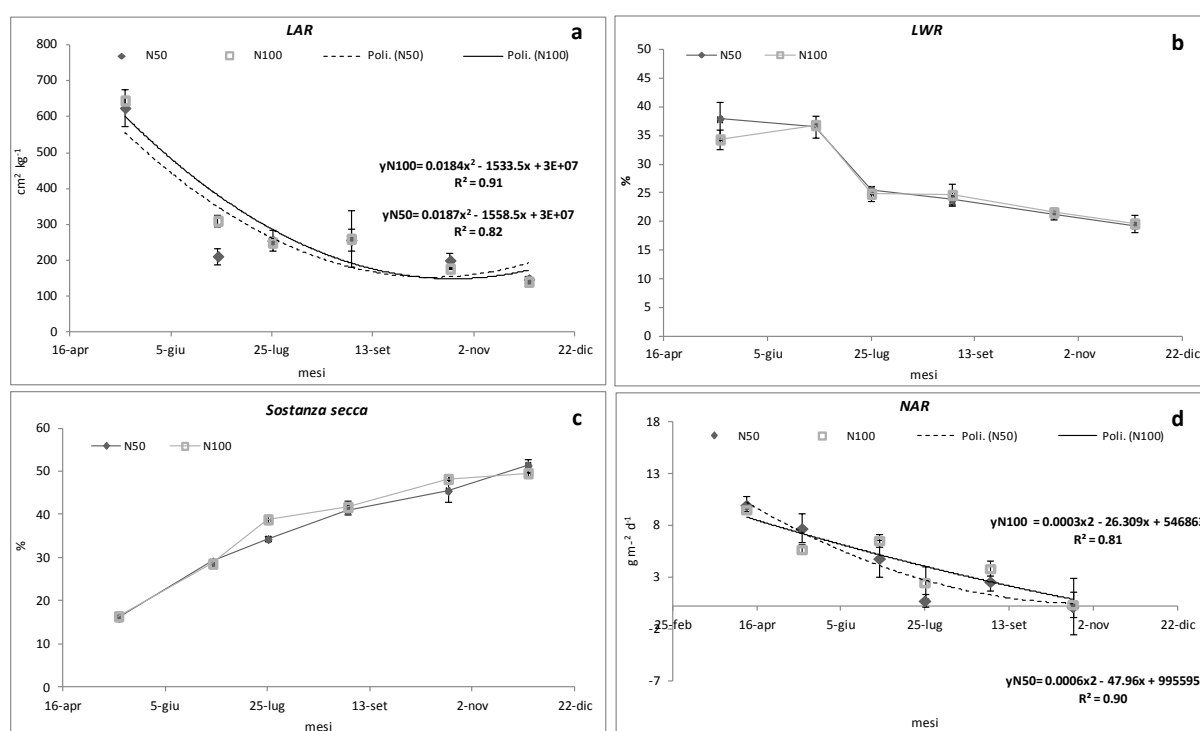 LAR
a
N50 N100 Poli. (N50) Poli. (N100)
800
700
600
500
400
300
200
100
0
cm² kg⁻¹
yN100= 0.0184x² - 1533.5x + 3E+07
R² = 0.91
yN50= 0.0187x² - 1558.5x + 3E+07
R² = 0.82
16-apr 5-giu 25-lug 13-set 2-nov 22-dic
mesi
LWR
b
N50 N100
50
45
40
35
30
25
20
15
10
5
0
%
16-apr 5-giu 25-lug 13-set 2-nov 22-dic
mesi
Sostanza secca
c
N50 N100
60
50
40
30
20
10
0
%
16-apr 5-giu 25-lug 13-set 2-nov 22-dic
mesi
NAR
d
N50 N100 Poli. (N50) Poli. (N100)
18
13
8
3
-2
-7
g m⁻² d⁻¹
yN100 = 0.0003x2 - 26.309x + 546863
R² = 0.81
25-feb 16-apr 5-giu 25-lug 13-set 2-nov 22-dic
yN50= 0.0006x2 - 47.96x + 995595
R² = 0.90
mesi